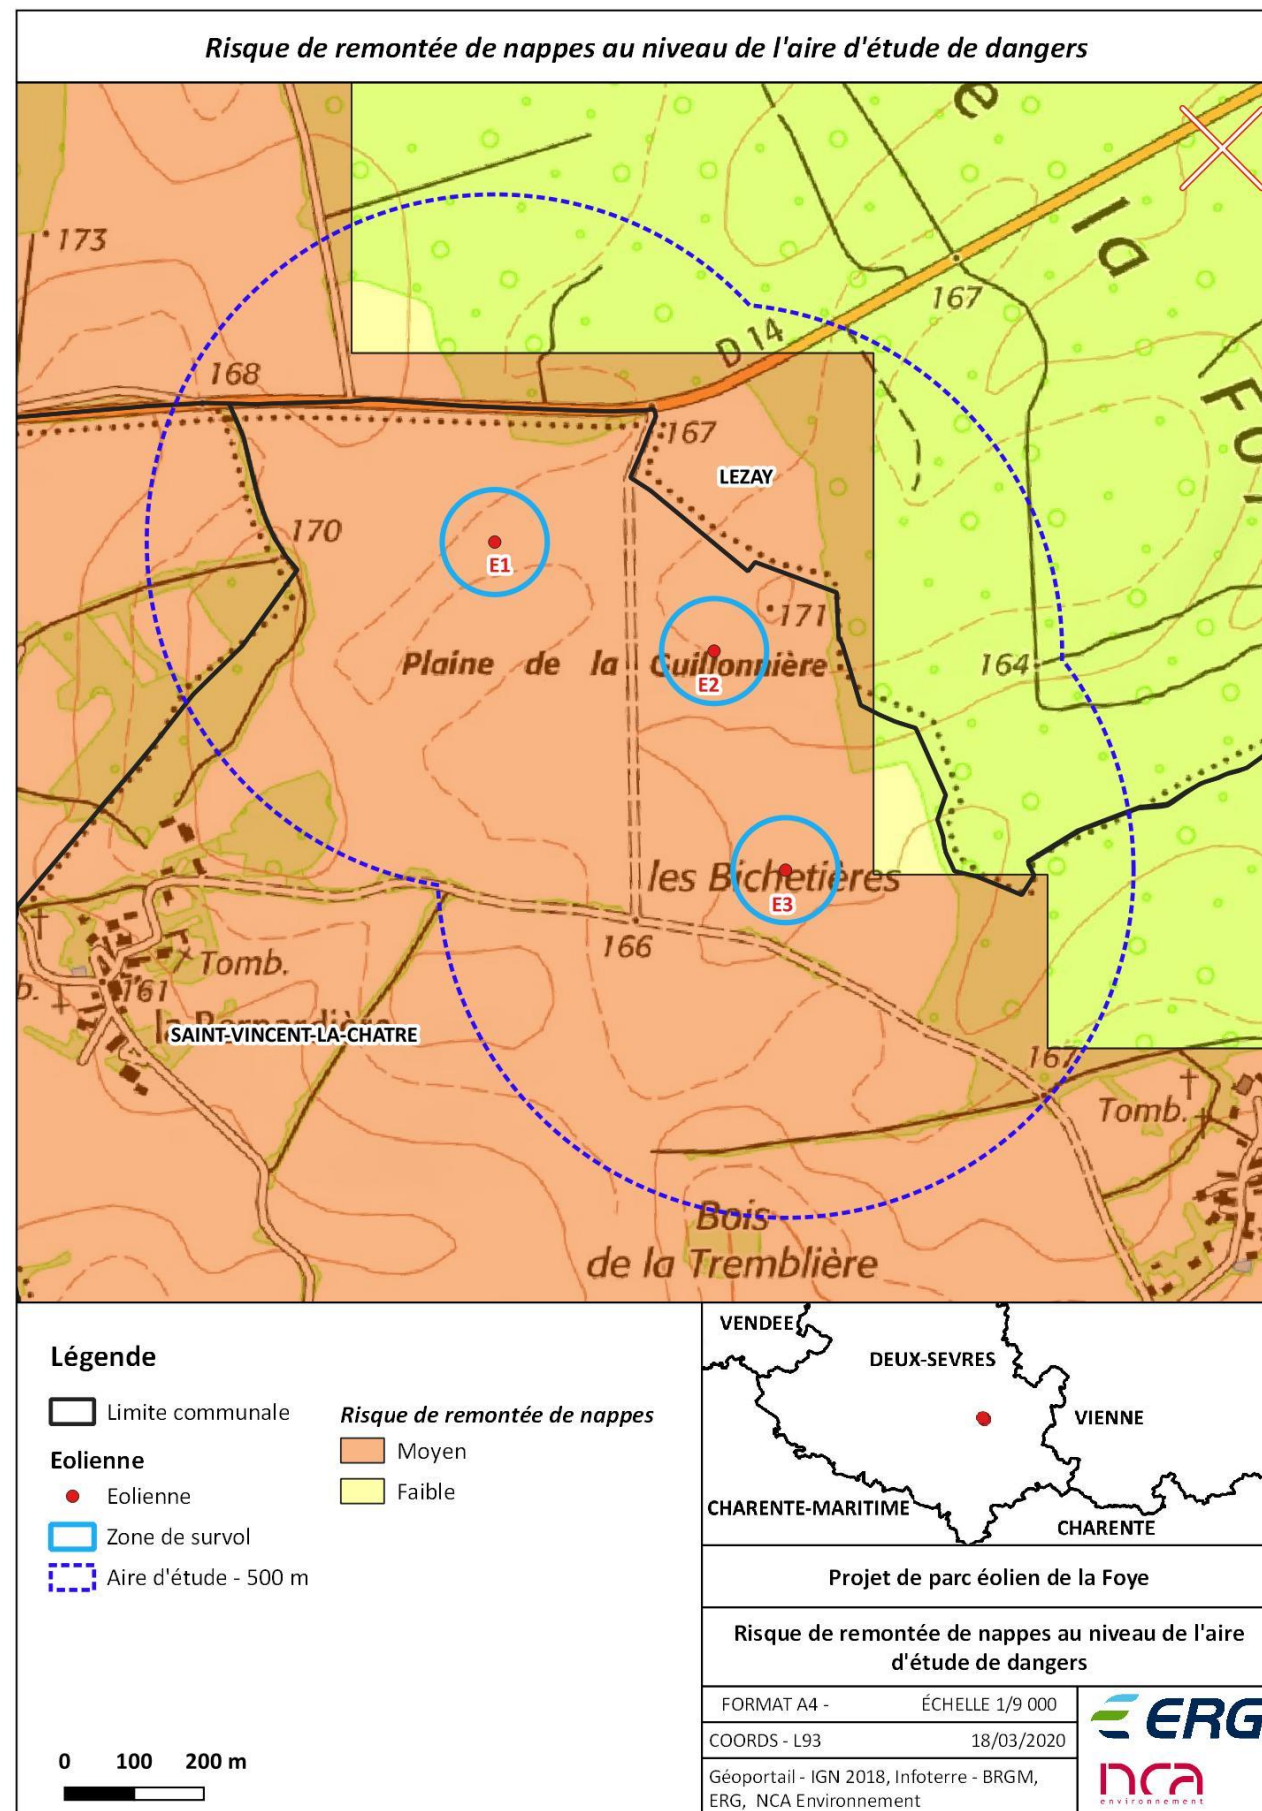 Risque de remontée de nappes au niveau de l'aire d'étude de dangers
e
la
173
167
D 14
168
167
LEZAY
170
E1
171
Plaine de la Guillonnière
164
E2
les Bichetières
E3
166
Tomb.
b.
161
la Bernardière
SAINT-VINCENT-LA-CHATRE
167
Tomb.
Bois
de la Tremblière
Légende
Limite communale
Eolienne
Eolienne
Zone de survol
Aire d'étude - 500 m
Risque de remontée de nappes
Moyen
Faible
0 100 200 m
VENDEE
DEUX-SEVRES
VIENNE
CHARENTE-MARITIME
CHARENTE
Projet de parc éolien de la Foye
Risque de remontée de nappes au niveau de l'aire
d'étude de dangers
FORMAT A4 - ÉCHELLE 1/9 000
COORDS - L93 18/03/2020
Géoportail - IGN 2018, Infoterre - BRGM,
ERG, NCA Environnement
ERG
nca
environnement